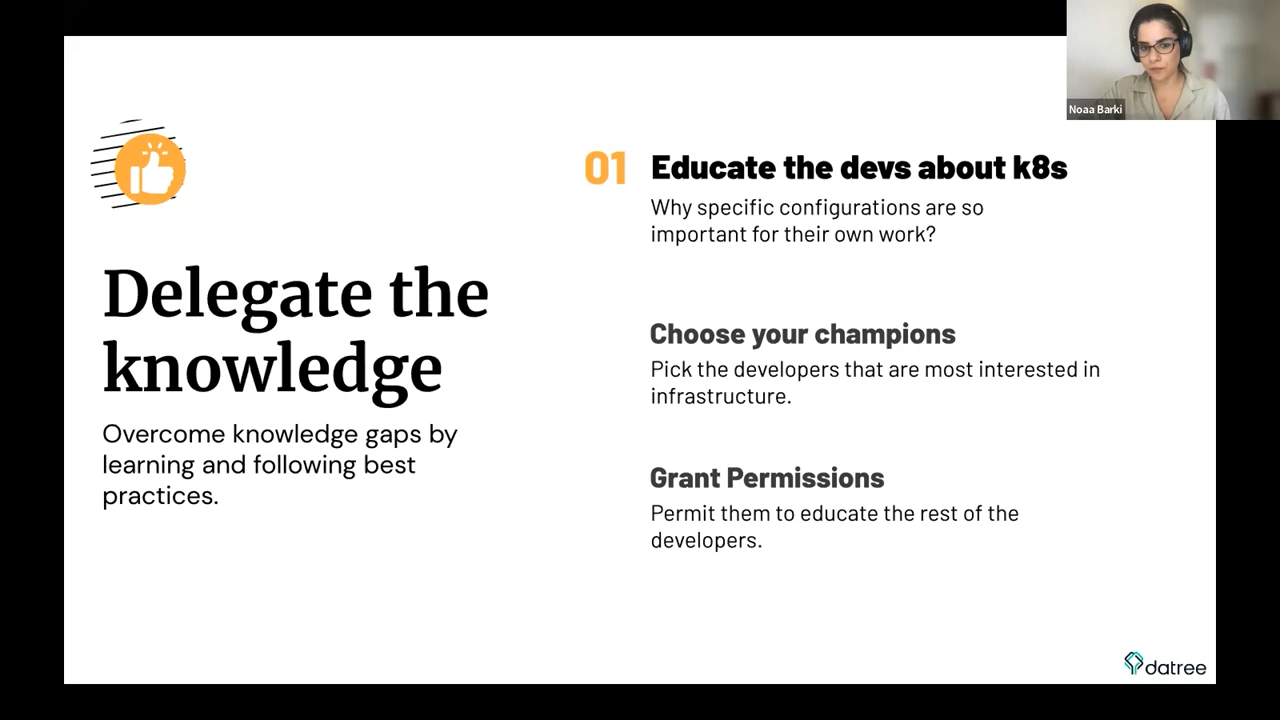 Noaa Barki
Delegate the
knowledge
Overcome knowledge gaps by
learning and following best
practices.
01 Educate the devs about k8s
Why specific configurations are so
important for their own work?
Choose your champions
Pick the developers that are most interested in
infrastructure.
Grant Permissions
Permit them to educate the rest of the
developers.
datree